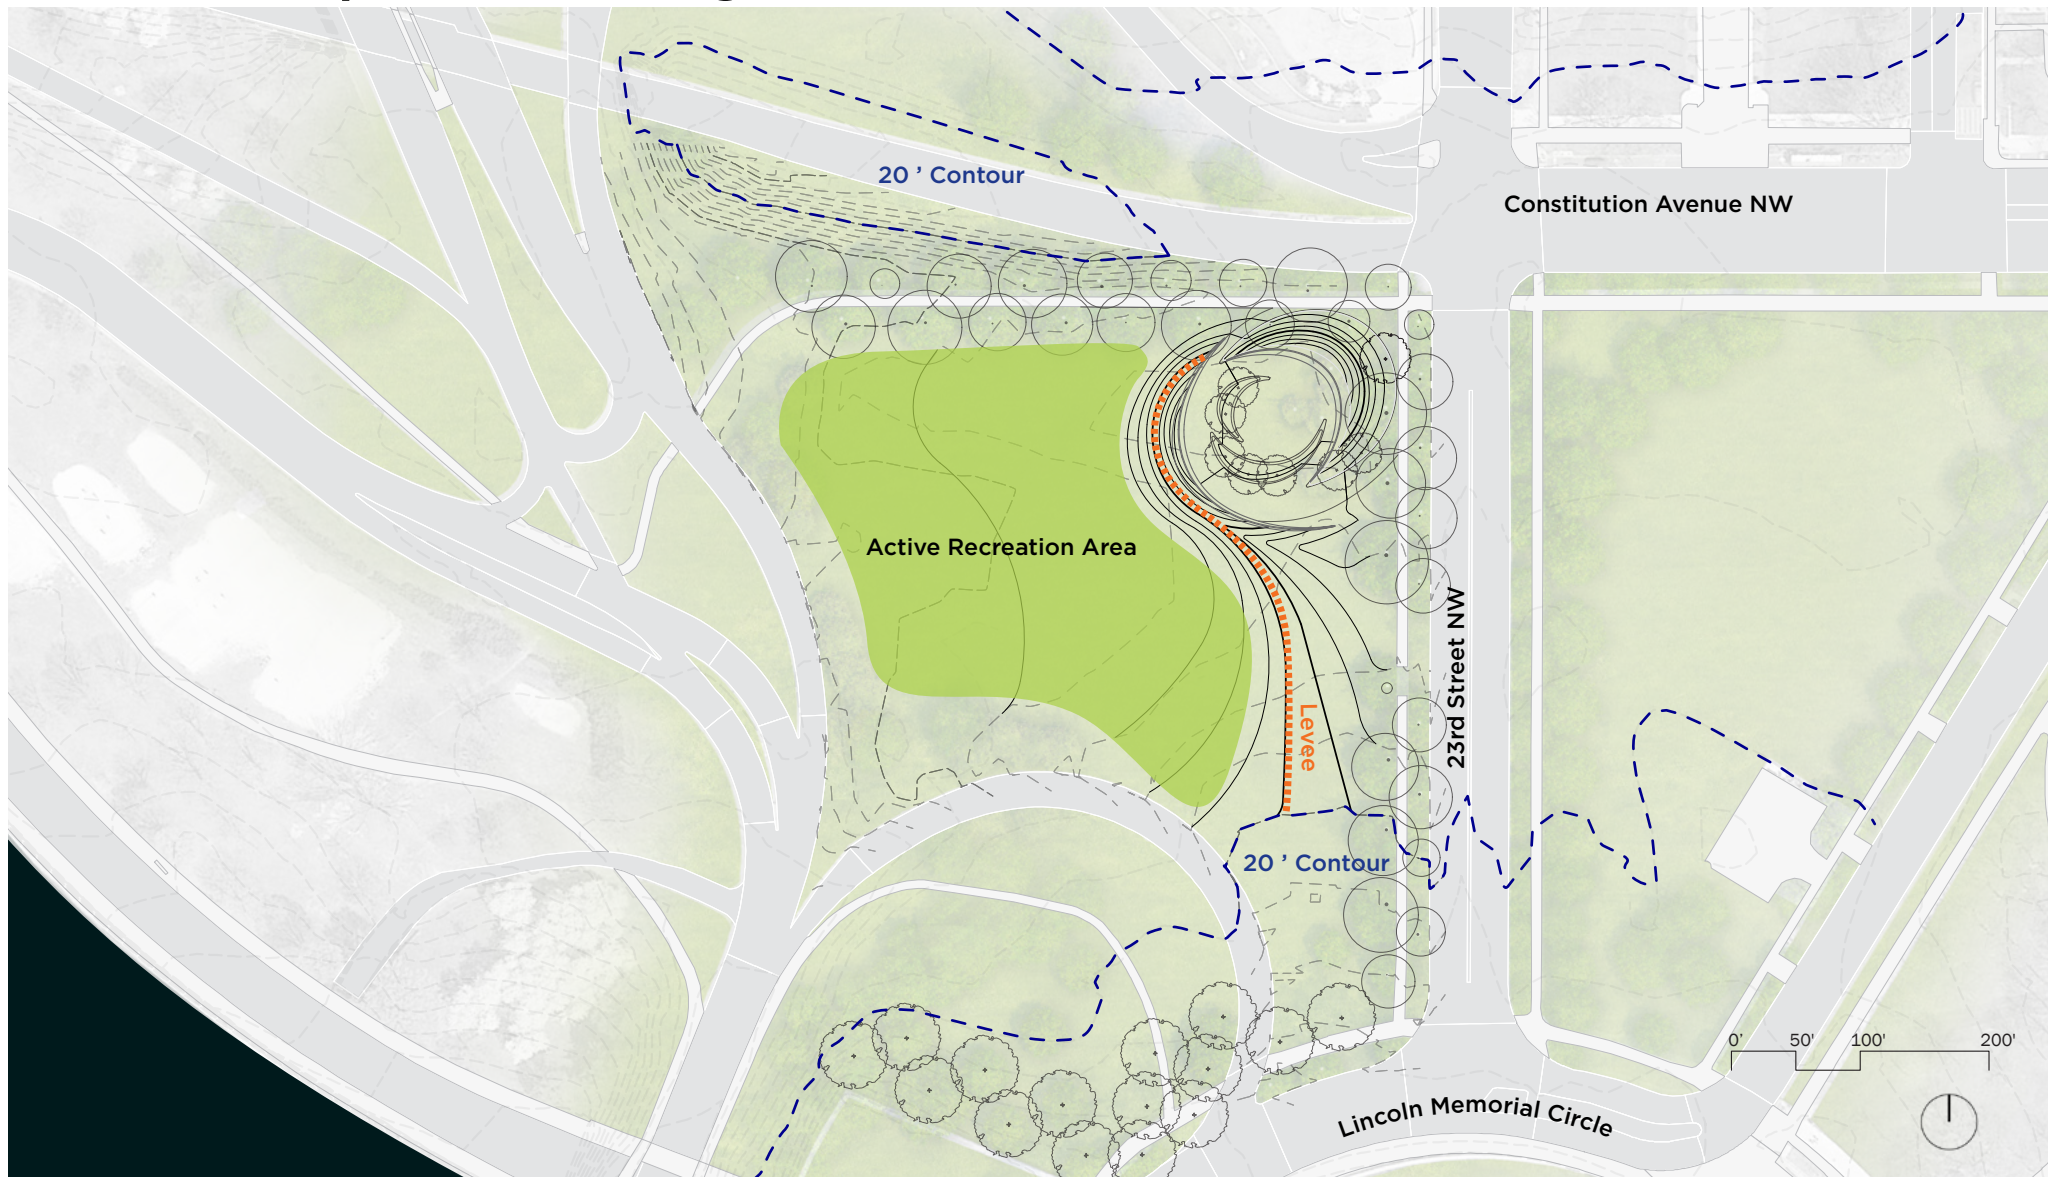 20 ’ Contour
Constitution Avenue NW
Active Recreation Area
23rd Street NW
Levee
20 ’ Contour
0' 50' 100' 200'
Lincoln Memorial Circle